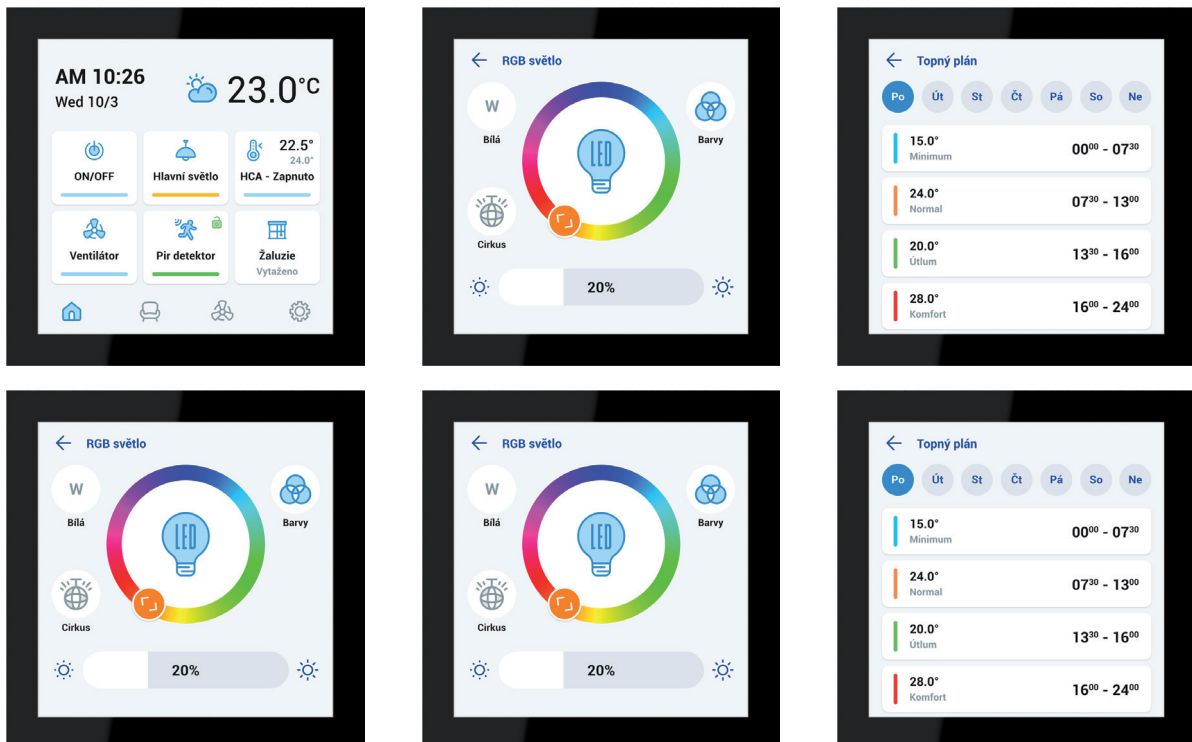 AM 10:26
Wed 10/3
23.0°C
ON/OFF
Hlavní světlo
22.5°
24.0°
HCA - Zapnuto
Ventilátor
Pir detektor
Žaluzie
Vytaženo
RGB světlo
W
Bílá
Barvy
LED
Cirkus
20%
Topný plán
Po Út St Čt Pá So Ne
15.0°
Minimum
00⁰⁰ - 07³⁰
24.0°
Normal
07³⁰ - 13⁰⁰
20.0°
Útlum
13³⁰ - 16⁰⁰
28.0°
Komfort
16⁰⁰ - 24⁰⁰
RGB světlo
W
Bílá
Barvy
LED
Cirkus
20%
RGB světlo
W
Bílá
Barvy
LED
Cirkus
20%
Topný plán
Po Út St Čt Pá So Ne
15.0°
Minimum
00⁰⁰ - 07³⁰
24.0°
Normal
07³⁰ - 13⁰⁰
20.0°
Útlum
13³⁰ - 16⁰⁰
28.0°
Komfort
16⁰⁰ - 24⁰⁰